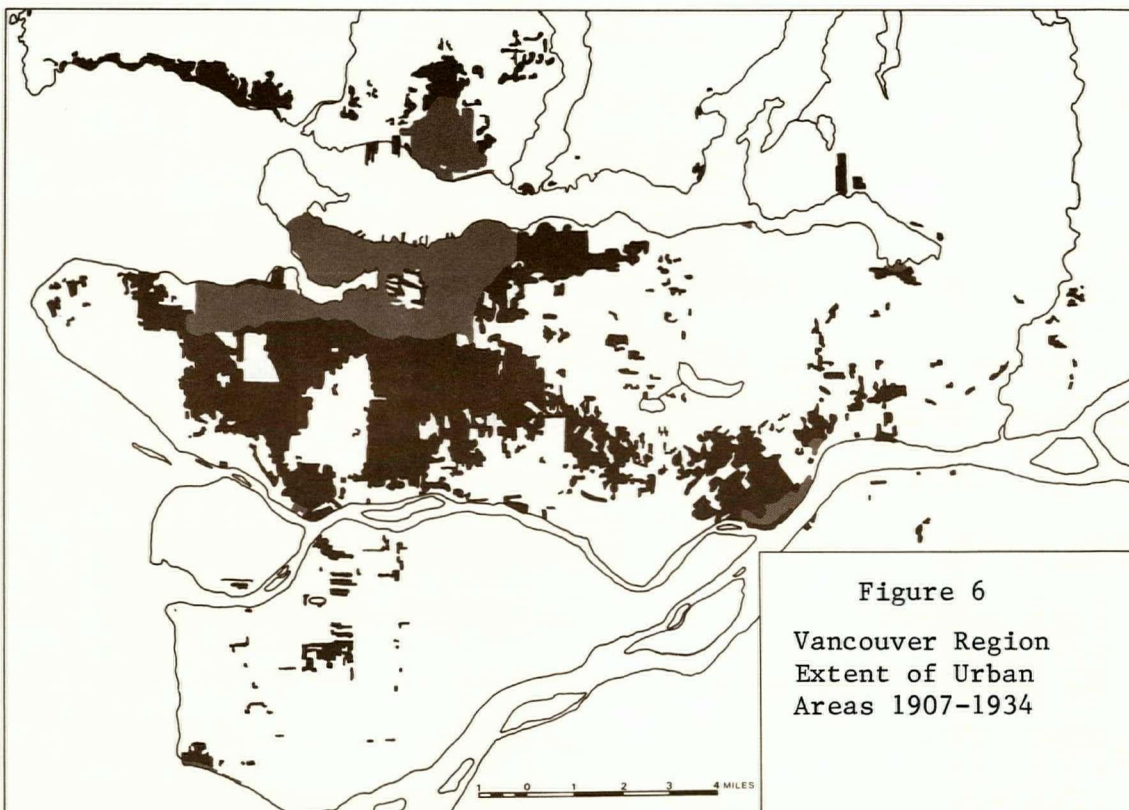 Figure 6
Vancouver Region
Extent of Urban
Areas 1907-1934
1 0 1 2 3 4 MILES